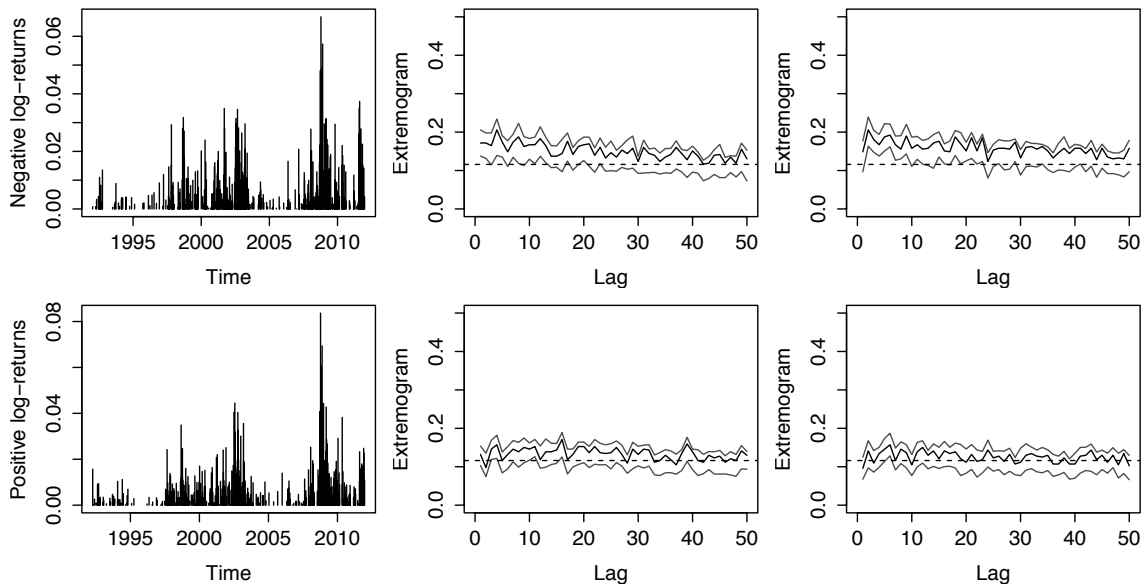 Negative log−returns
0.00 0.02 0.04 0.06
1995 2000 2005 2010
Time
Extremogram
0.0 0.2 0.4
0 10 20 30 40 50
Lag
Extremogram
0.0 0.2 0.4
0 10 20 30 40 50
Lag
Positive log−returns
0.00 0.04 0.08
1995 2000 2005 2010
Time
Extremogram
0.0 0.2 0.4
0 10 20 30 40 50
Lag
Extremogram
0.0 0.2 0.4
0 10 20 30 40 50
Lag